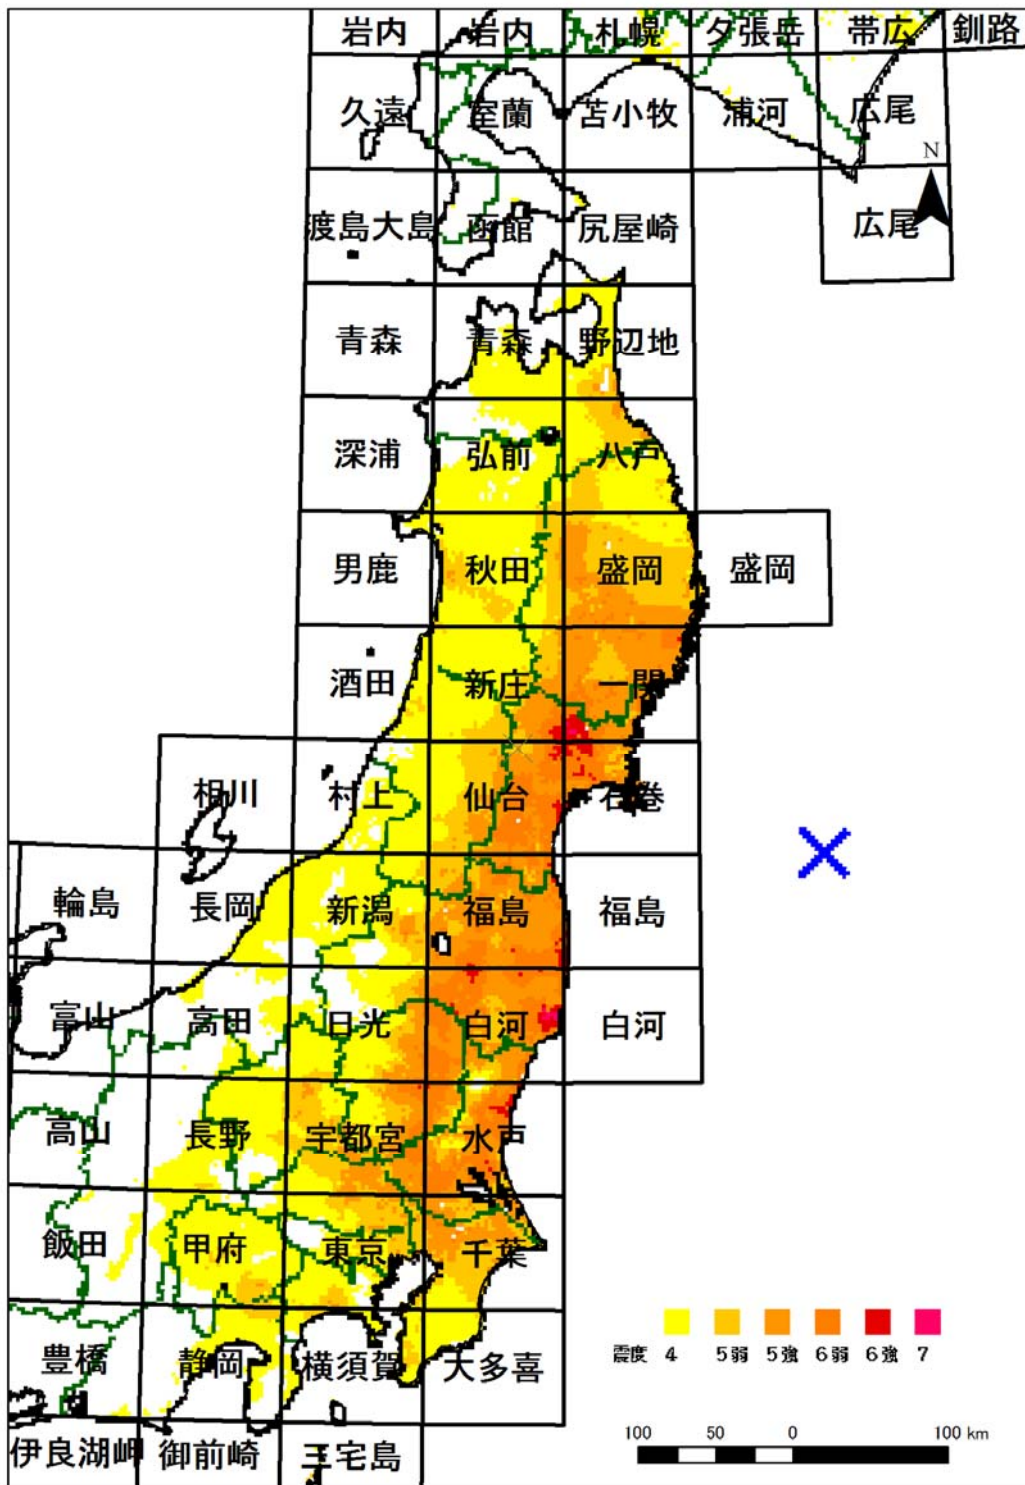 岩内 岩内 札幌 夕張岳 帯広 釧路
久遠 室蘭 苫小牧 浦河 広尾
N
渡島大島 函館 尻屋崎 広尾
青森 青森 野辺地
深浦 弘前 八戸
男鹿 秋田 盛岡 盛岡
酒田 新庄 一関
相川 村上 仙台 石巻
輪島 長岡 新潟 福島 福島
富山 高田 日光 白河 白河
高山 長野 宇都宮 水戸
飯田 甲府 東京 千葉
豊橋 静岡 横須賀 大多喜
震度 4 5弱 5強 6弱 6強 7
伊良湖岬 御前崎 三宅島
100 50 0 100 km